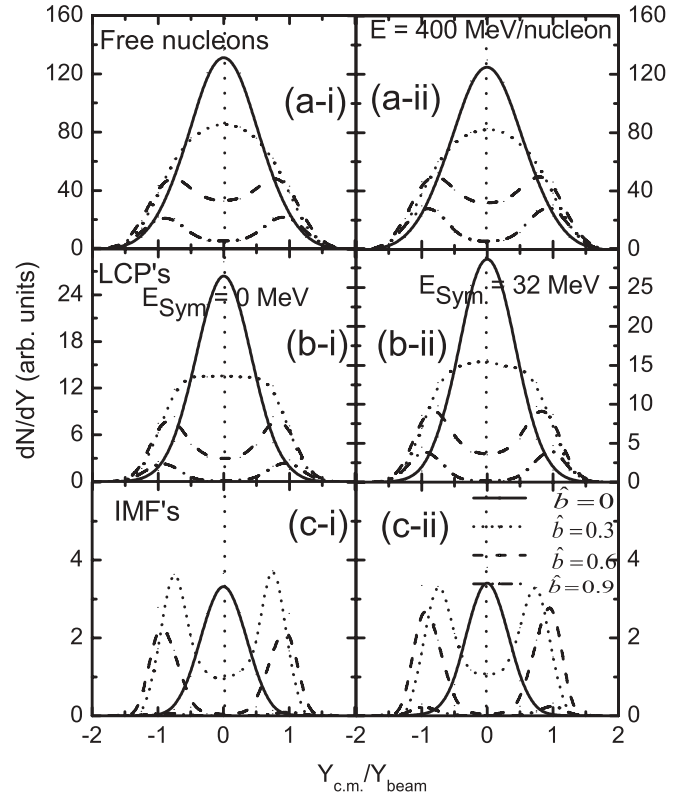 160 160
Free nucleons E = 400 MeV/nucleon
120 120
(a-i) (a-ii)
80 80
40 40
0 0
LCP's
E_Sym = 0 MeV E_Sym. = 32 MeV
24 25
20
18 (b-i) (b-ii)
15
12
10
6 5
0 0
dN/dY (arb. units)
IMF's (c-i) (c-ii)
b̂ =0
b̂ =0.3
b̂ =0.6
b̂ =0.9
4 4
2 2
0 0
-2 -1 0 1 -2 -1 0 1 2
Y_c.m./Y_beam